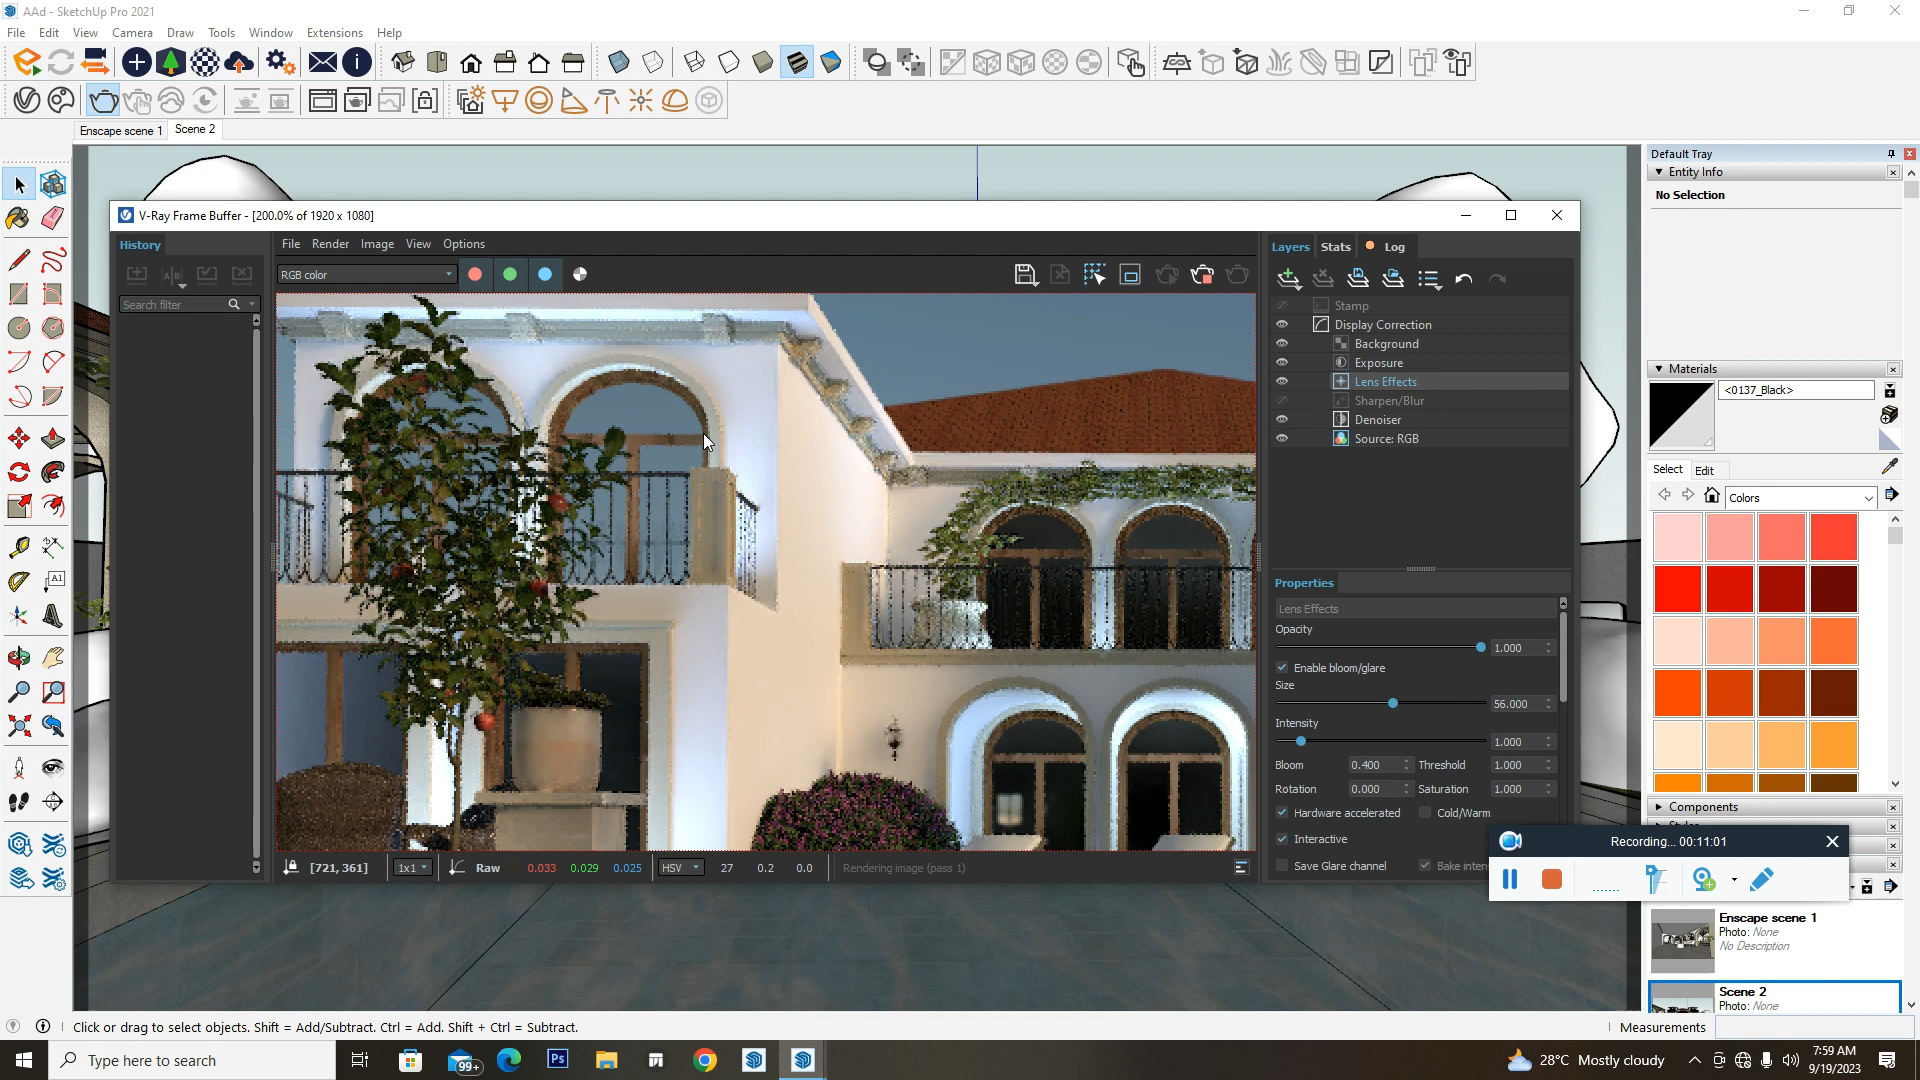 AAd - SketchUp Pro 2021
File Edit View Camera Draw Tools Window Extensions Help
Enscape scene 1 Scene 2
V-Ray Frame Buffer - [200.0% of 1920 x 1080]
History
Search filter
File Render Image View Options
RGB color
Layers Stats Log
Stamp
Display Correction
Background
Exposure
Lens Effects
Sharpen/Blur
Denoiser
Source: RGB
Properties
Lens Effects
Opacity
1.000
Enable bloom/glare
Size
56.000
Intensity
1.000
Bloom 0.400 Threshold 1.000
Rotation 0.000 Saturation 1.000
Hardware accelerated Cold/Warm
Interactive
Save Glare channel Bake inten
[721, 361] 1x1 Raw 0.033 0.029 0.025 HSV 27 0.2 0.0 Rendering image (pass 1)
Default Tray
Entity Info
No Selection
Materials
<0137_Black>
Select Edit
Colors
Components
Recording... 00:11:01
Enscape scene 1
Photo: None
No Description
Scene 2
Photo: None
Click or drag to select objects. Shift = Add/Subtract. Ctrl = Add. Shift + Ctrl = Subtract.
Measurements
Type here to search
99+
Ps
28°C Mostly cloudy
7:59 AM
9/19/2023